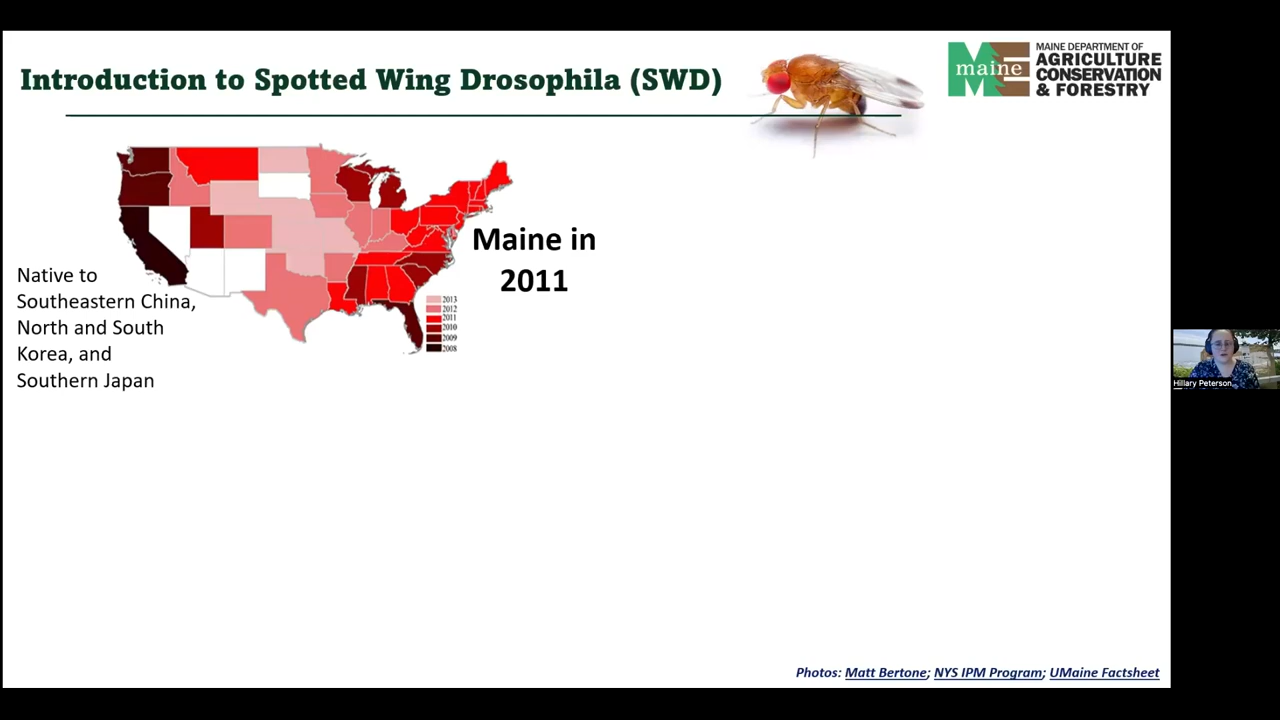 Introduction to Spotted Wing Drosophila (SWD)
maine
MAINE DEPARTMENT OF
AGRICULTURE
CONSERVATION
& FORESTRY
Maine in
2011
Native to
Southeastern China,
North and South
Korea, and
Southern Japan
2013
2012
2011
2010
2009
2008
Hillary Peterson
Photos: Matt Bertone; NYS IPM Program; UMaine Factsheet